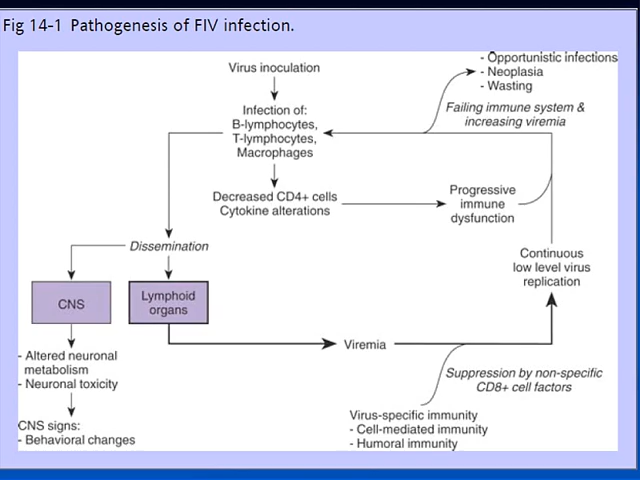 Fig 14-1 Pathogenesis of FIV infection.
Virus inoculation
- Opportunistic infections
- Neoplasia
- Wasting
Failing immune system &
increasing viremia
Infection of:
B-lymphocytes,
T-lymphocytes,
Macrophages
Decreased CD4+ cells
Cytokine alterations
Progressive
immune
dysfunction
Dissemination
Continuous
low level virus
replication
CNS
Lymphoid
organs
Viremia
- Altered neuronal
metabolism
- Neuronal toxicity
Suppression by non-specific
CD8+ cell factors
CNS signs:
- Behavioral changes
Virus-specific immunity
- Cell-mediated immunity
- Humoral immunity